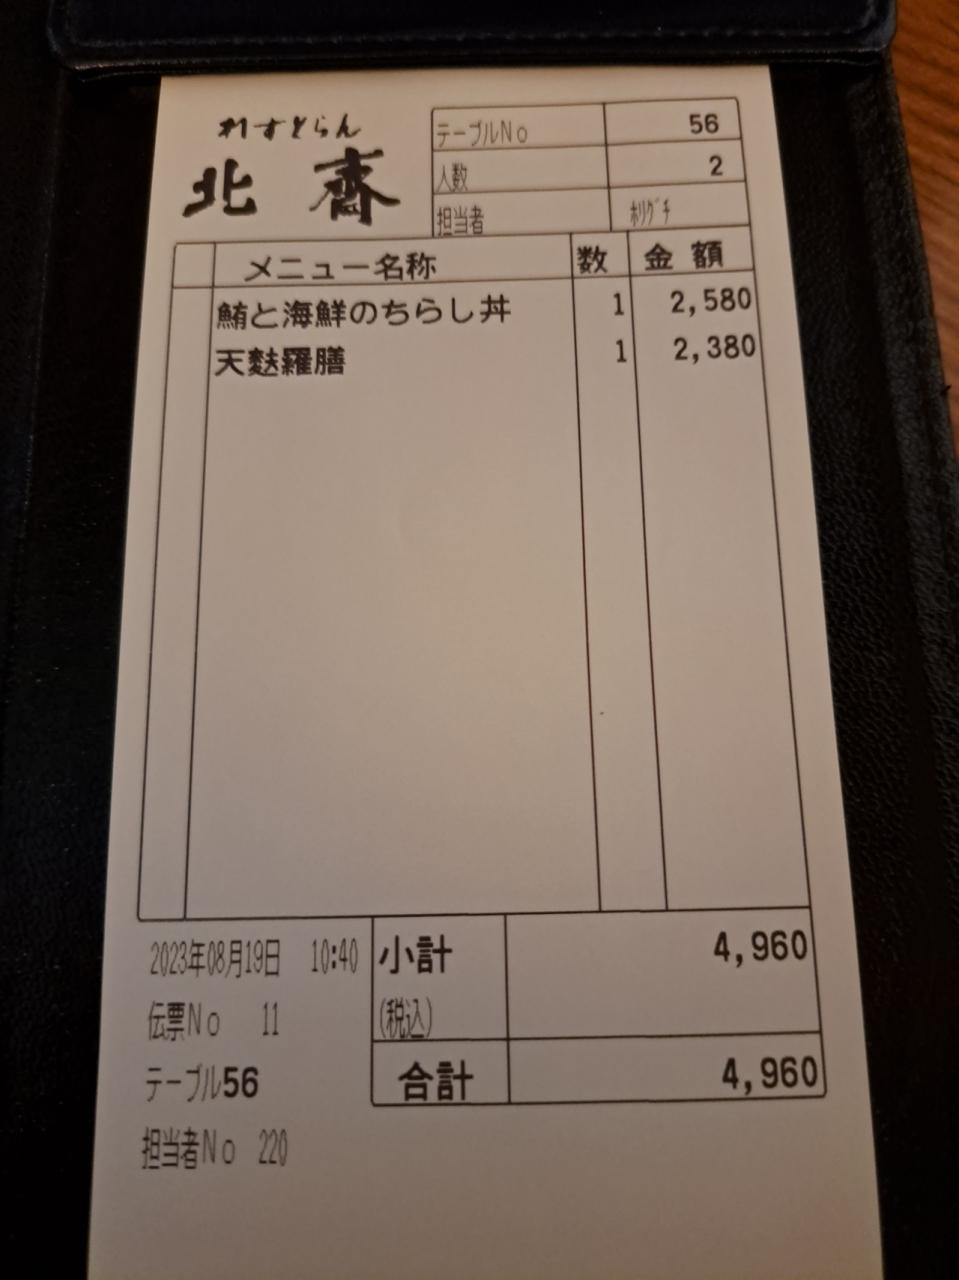 れすとらん
北齋
テーブルNo 56
人数 2
担当者 ﾎﾘｸﾞﾁ
メニュー名称 数 金額
鮪と海鮮のちらし丼 1 2,580
天麩羅膳 1 2,380
2023年08月19日 10:40 小計 4,960
伝票No 11 (税込)
テーブル56 合計 4,960
担当者No 220